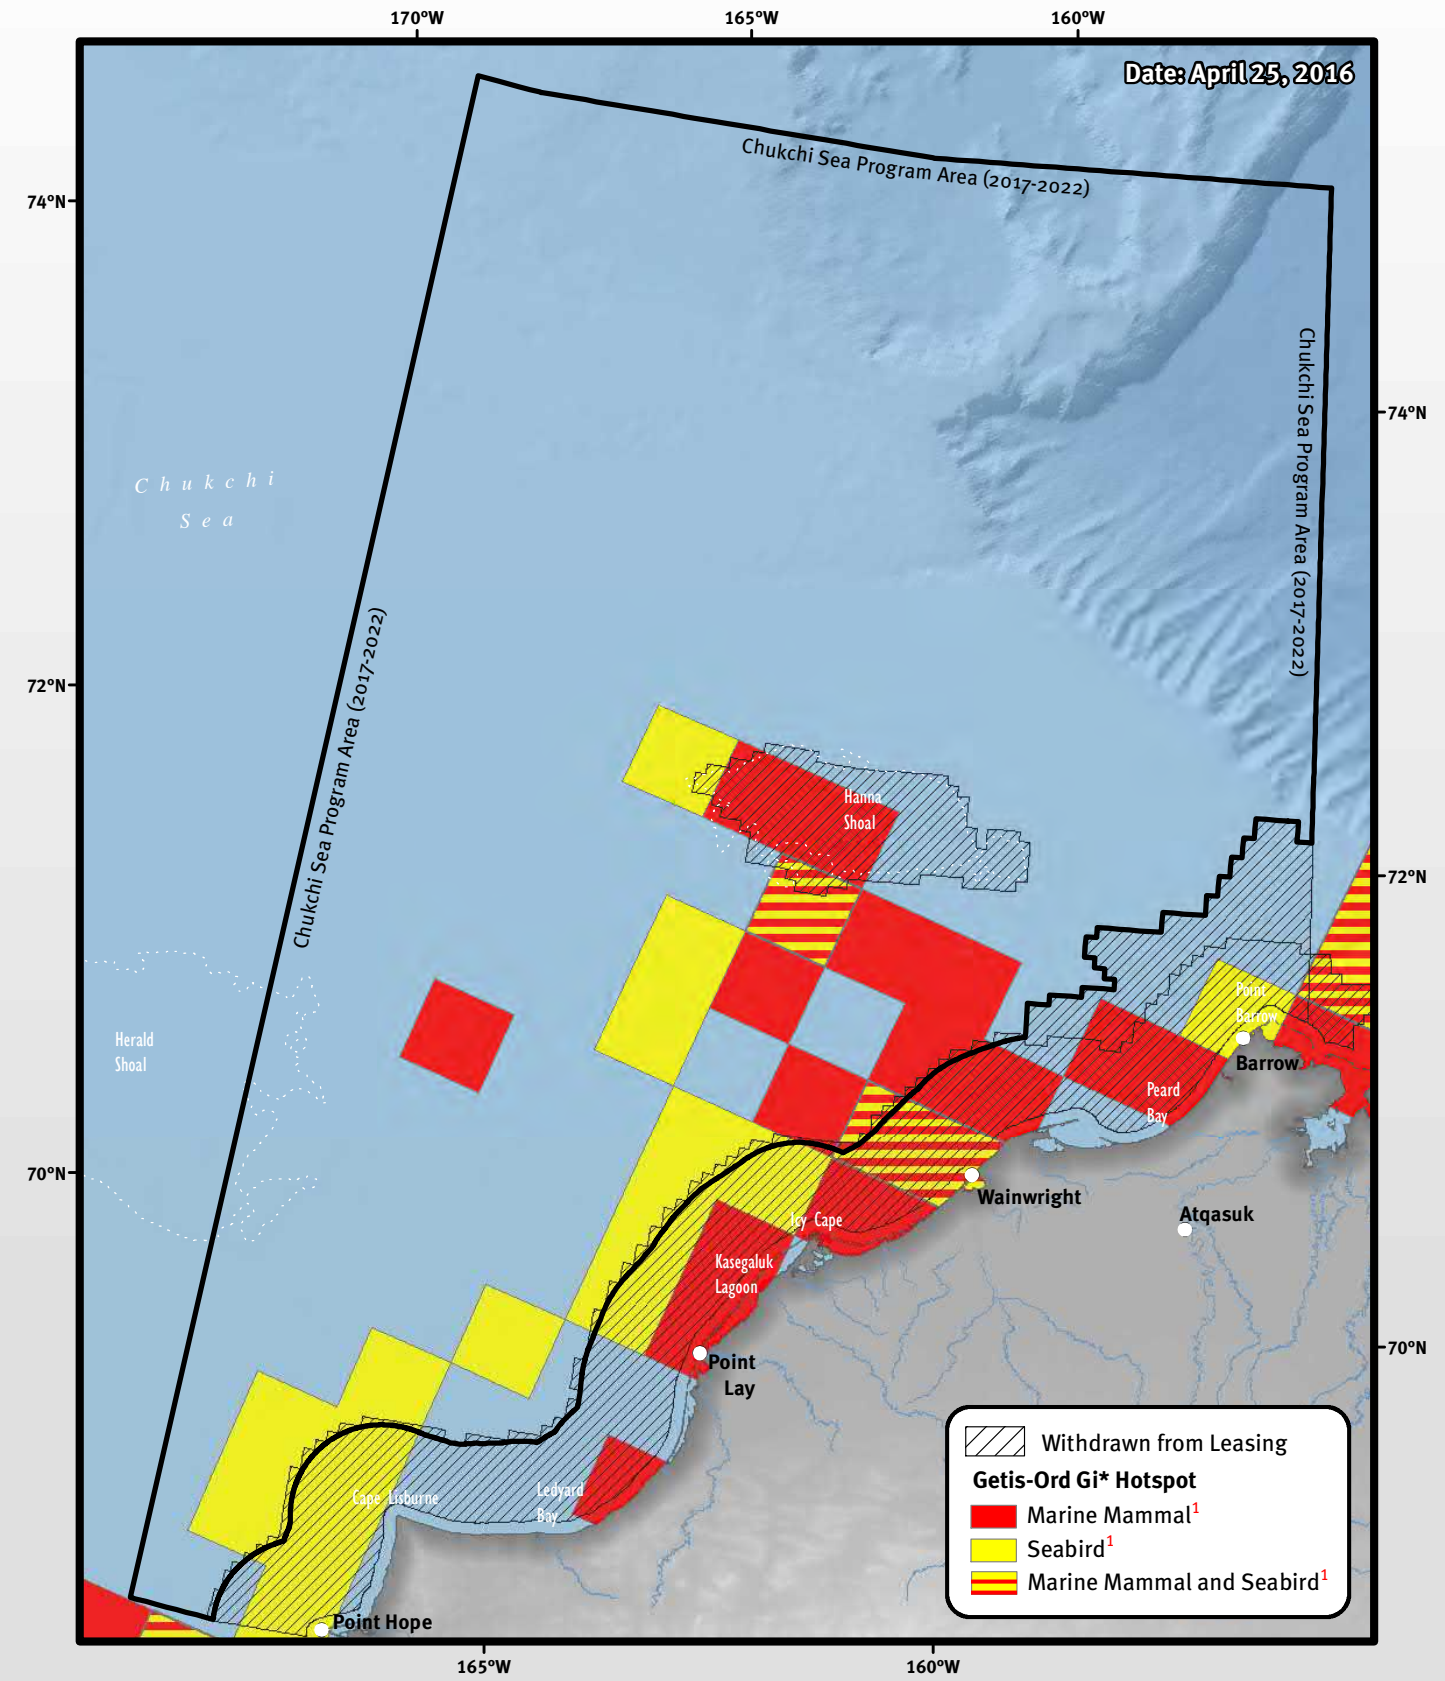 170°W
165°W
160°W
Date: April 25, 2016
Chukchi Sea Program Area (2017-2022)
74°N
Chukchi Sea Program Area (2017-2022)
74°N
Chukchi
Sea
72°N
Chukchi Sea Program Area (2017-2022)
Hanna
Shoal
72°N
Herald
Shoal
Point
Barrow
Barrow
Peard
Bay
70°N
Wainwright
Atqasuk
Icy Cape
Kasegaluk
Lagoon
Point
Lay
70°N
Cape Lisburne
Ledyard
Bay
Point Hope
Withdrawn from Leasing
Getis-Ord Gi* Hotspot
Marine Mammal1
Seabird1
Marine Mammal and Seabird1
165°W
160°W